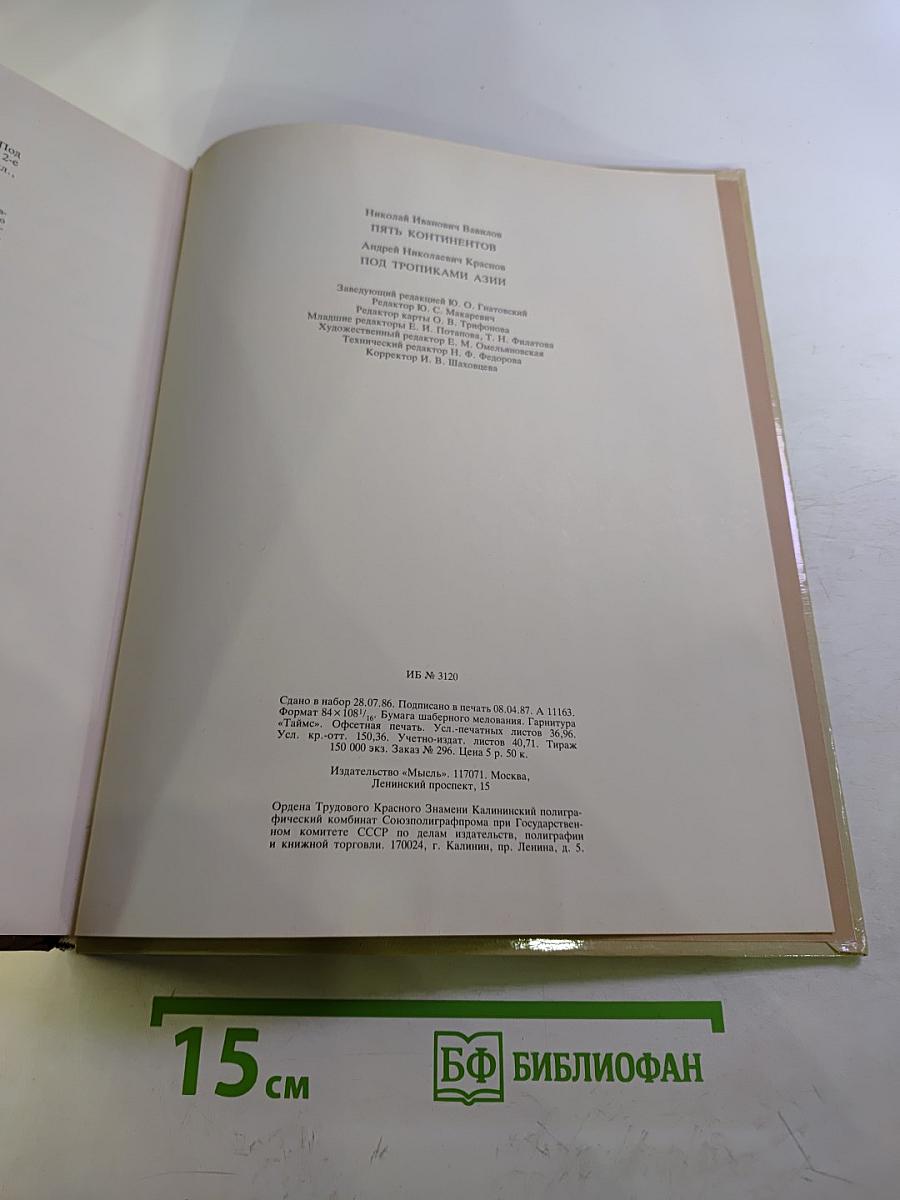 Под
2-е
Николай Иванович Вавилов
ПЯТЬ КОНТИНЕНТОВ
Андрей Николаевич Краснов
ПОД ТРОПИКАМИ АЗИИ
Заведующий редакцией Ю. О. Гнатовский
Редактор Ю. С. Макаревич
Редактор карты О. В. Трифонова
Младшие редакторы Е. И. Потапова, Т. Н. Филатова
Художественный редактор Е. М. Омельяновская
Технический редактор Н. Ф. Федорова
Корректор И. В. Шаховцева
ИБ № 3120
Сдано в набор 28.07.86. Подписано в печать 08.04.87. А 11163.
Формат 84×108¹/₁₆. Бумага шаберного мелования. Гарнитура
«Таймс». Офсетная печать. Усл.-печатных листов 36,96.
Усл. кр.-отт. 150,36. Учетно-издат. листов 40,71. Тираж
150 000 экз. Заказ № 296. Цена 5 р. 50 к.
Издательство «Мысль». 117071. Москва,
Ленинский проспект, 15
Ордена Трудового Красного Знамени Калининский полигра-
фический комбинат Союзполиграфпрома при Государствен-
ном комитете СССР по делам издательств, полиграфии
и книжной торговли. 170024, г. Калинин, пр. Ленина, д. 5.
15 см
БФ БИБЛИОФАН